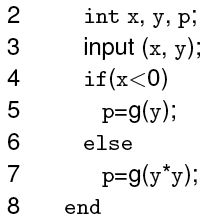 2 int x, y, p;
3 input (x, y);
4 if(x<0)
5 p=g(y);
6 else
7 p=g(y*y);
8 end